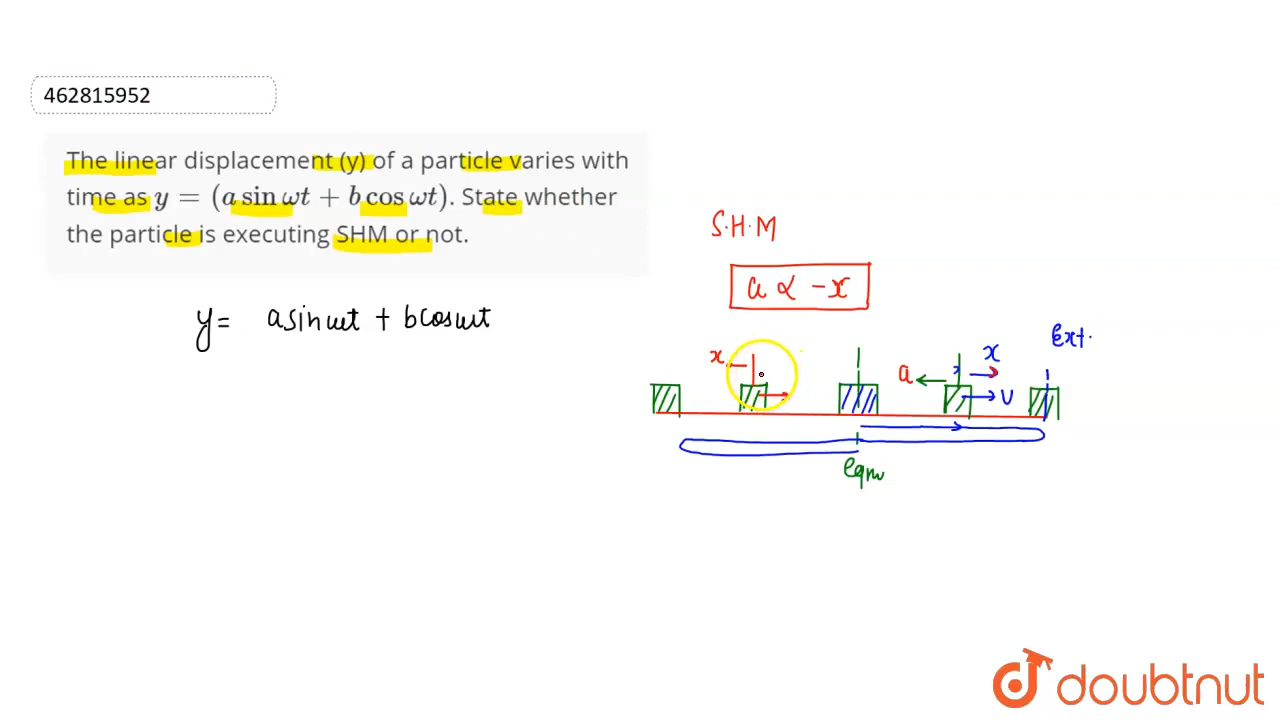 462815952
The linear displacement (y) of a particle varies with
time as y = (a sin ωt + b cos ωt). State whether
the particle is executing SHM or not.
y = a sin ωt + b cos ωt
S.H.M
a ∝ -x
Ext.
x
a
x
v
eqm
doubtnut